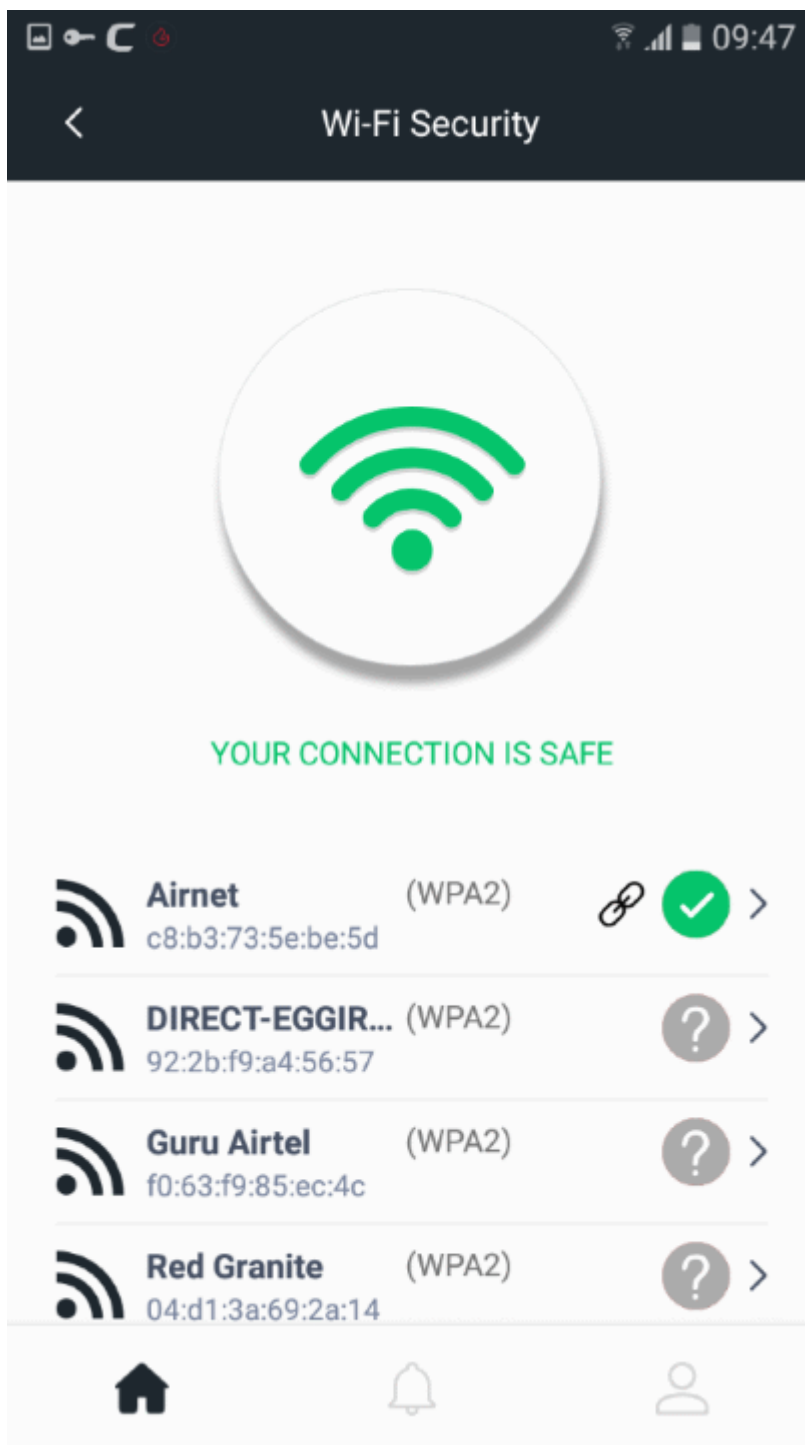 09:47
Wi-Fi Security
YOUR CONNECTION IS SAFE
Airnet (WPA2)
c8:b3:73:5e:be:5d
DIRECT-EGGIR... (WPA2)
92:2b:f9:a4:56:57
Guru Airtel (WPA2)
f0:63:f9:85:ec:4c
Red Granite (WPA2)
04:d1:3a:69:2a:14